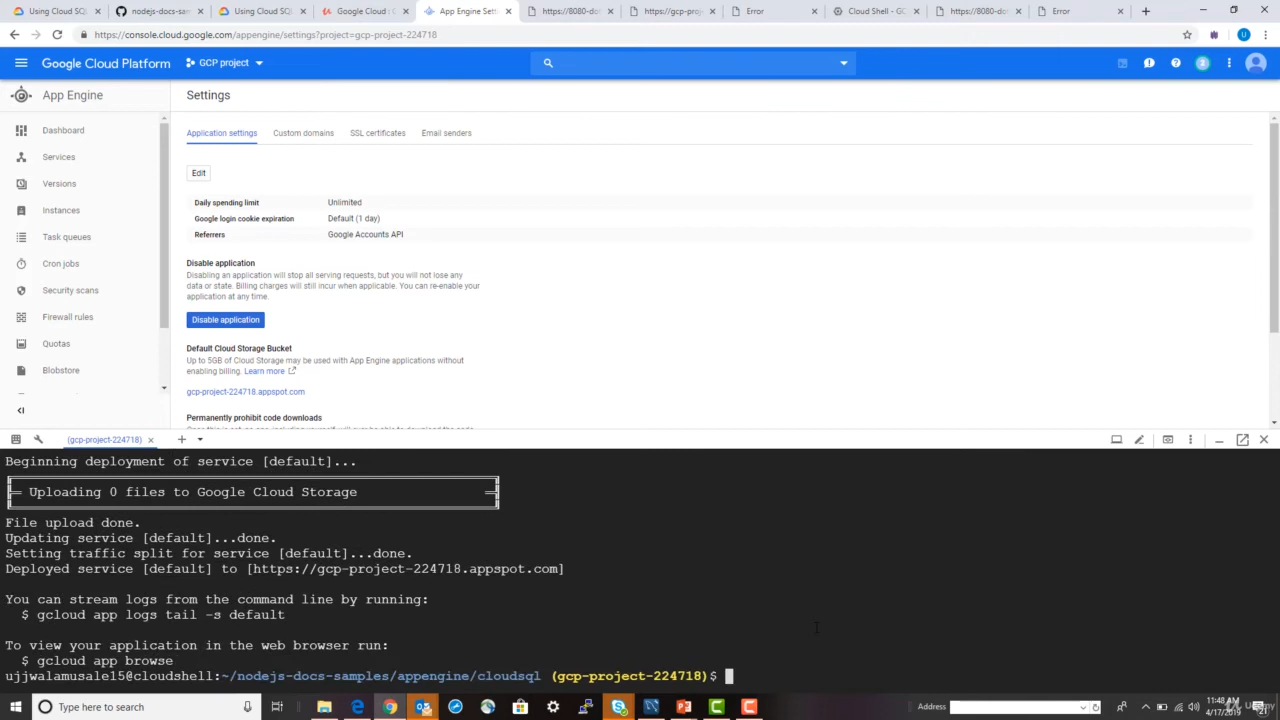 Using Cloud SQ
nodejs-docs-sam
Using Cloud SQ
Google Cloud : C
App Engine Sett
https://8080-do
https://gcp-proj
Error
Cloud Shell - GC
https://8080-do
Error
https://console.cloud.google.com/appengine/settings?project=gcp-project-224718
U
Google Cloud Platform
GCP project
2
App Engine
Settings
Dashboard
Services
Versions
Instances
Task queues
Cron jobs
Security scans
Firewall rules
Quotas
Blobstore
Application settings
Custom domains
SSL certificates
Email senders
Edit
Daily spending limit Unlimited
Google login cookie expiration Default (1 day)
Referrers Google Accounts API
Disable application
Disabling an application will stop all serving requests, but you will not lose any
data or state. Billing charges will still incur when applicable. You can re-enable your
application at any time.
Disable application
Default Cloud Storage Bucket
Up to 5GB of Cloud Storage may be used with App Engine applications without
enabling billing. Learn more
gcp-project-224718.appspot.com
Permanently prohibit code downloads
(gcp-project-224718)
Beginning deployment of service [default]...
Uploading 0 files to Google Cloud Storage
File upload done.
Updating service [default]...done.
Setting traffic split for service [default]...done.
Deployed service [default] to [https://gcp-project-224718.appspot.com]
You can stream logs from the command line by running:
$ gcloud app logs tail -s default
To view your application in the web browser run:
$ gcloud app browse
ujjwalamusale15@cloudshell:~/nodejs-docs-samples/appengine/cloudsql (gcp-project-224718)$
Type here to search
Address
11:48 AM
4/17/2019